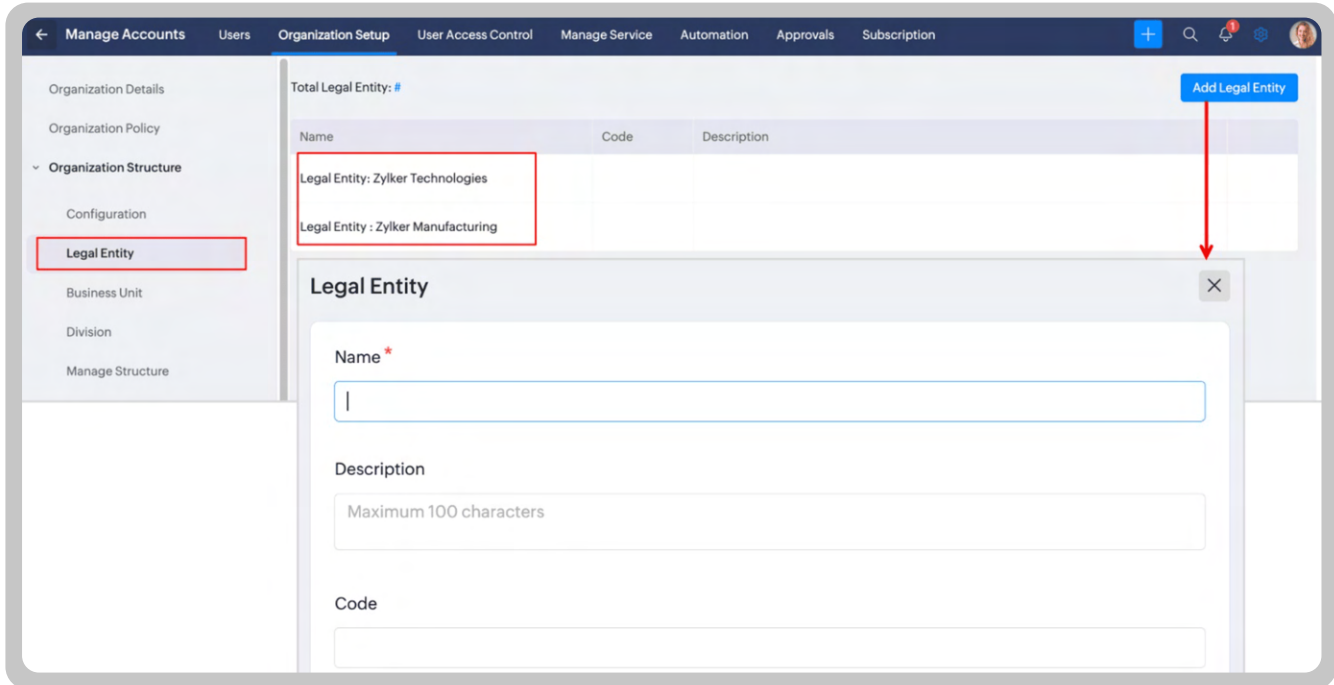 Manage Accounts Users Organization Setup User Access Control Manage Service Automation Approvals Subscription 1
Organization Details
Organization Policy
Organization Structure
Configuration
Legal Entity
Business Unit
Division
Manage Structure
Total Legal Entity: # Add Legal Entity
Name Code Description
Legal Entity: Zylker Technologies
Legal Entity : Zylker Manufacturing
Legal Entity
Name *
Description
Maximum 100 characters
Code